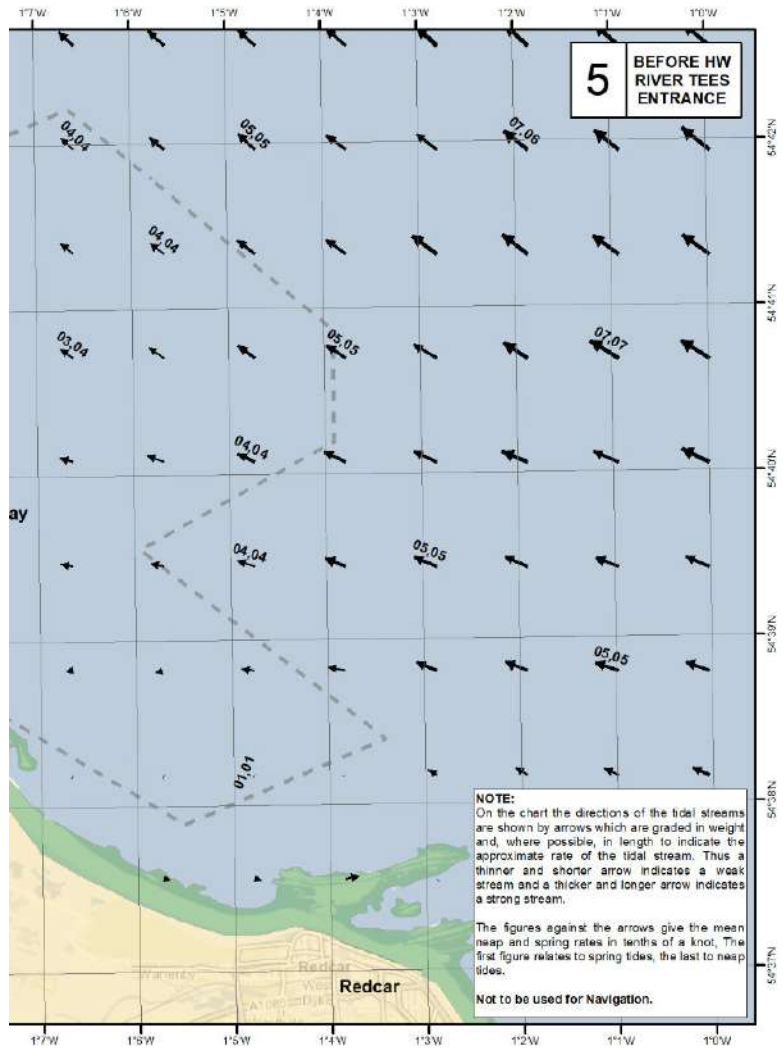 1°7'W 1°6'W 1°5'W 1°4'W 1°3'W 1°2'W 1°1'W 1°0'W
5
BEFORE HW
RIVER TEES
ENTRANCE
04,04
05,05
07,06
54°42'N
04,04
54°41'N
03,04
05,05
07,07
04,04
54°40'N
ay
04,04
05,05
54°39'N
05,05
01,01
54°38'N
NOTE:
On the chart the directions of the tidal streams
are shown by arrows which are graded in weight
and, where possible, in length to indicate the
approximate rate of the tidal stream. Thus a
thinner and shorter arrow indicates a weak
stream and a thicker and longer arrow indicates
a strong stream.
The figures against the arrows give the mean
neap and spring rates in tenths of a knot, The
first figure relates to spring tides, the last to neap
tides.
Not to be used for Navigation.
54°37'N
Warrenby
Redcar
West
Redcar
1°7'W 1°6'W 1°5'W 1°4'W 1°3'W 1°2'W 1°1'W 1°0'W